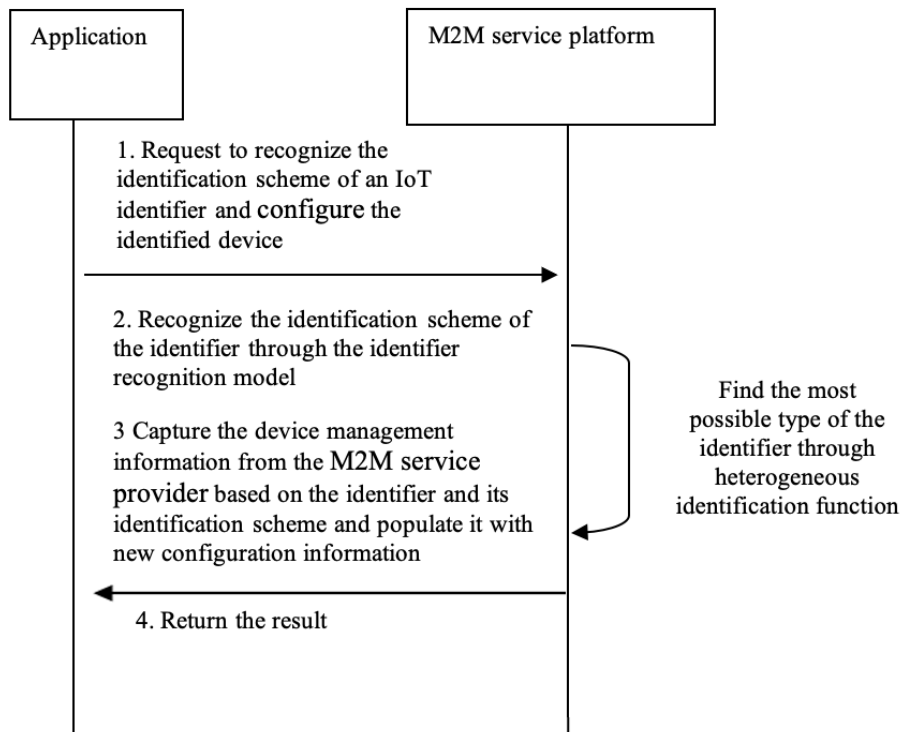 Application
M2M service platform
1. Request to recognize the
identification scheme of an IoT
identifier and configure the
identified device
2. Recognize the identification scheme of
the identifier through the identifier
recognition model
3 Capture the device management
information from the M2M service
provider based on the identifier and its
identification scheme and populate it with
new configuration information
Find the most
possible type of the
identifier through
heterogeneous
identification function
4. Return the result